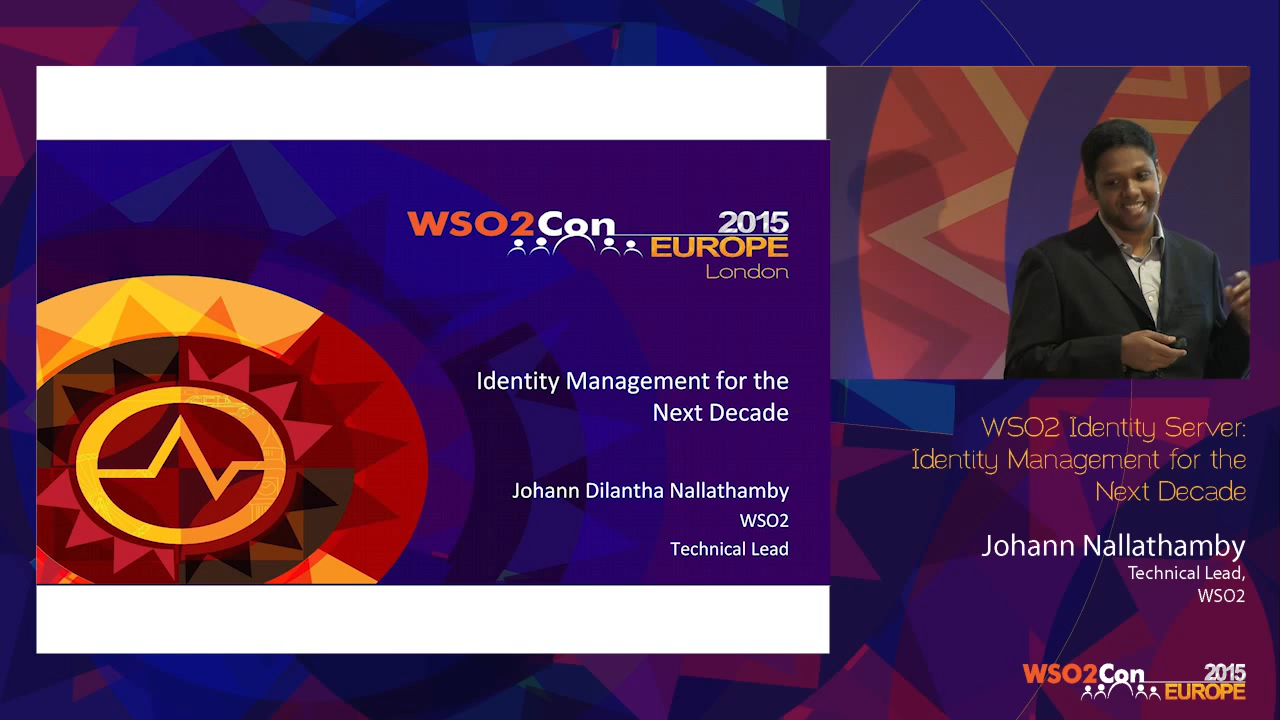 WSO2Con 2015
EUROPE
London
Identity Management for the
Next Decade
Johann Dilantha Nallathamby
WSO2
Technical Lead
WSO2 Identity Server:
Identity Management for the
Next Decade
Johann Nallathamby
Technical Lead,
WSO2
WSO2Con 2015
EUROPE